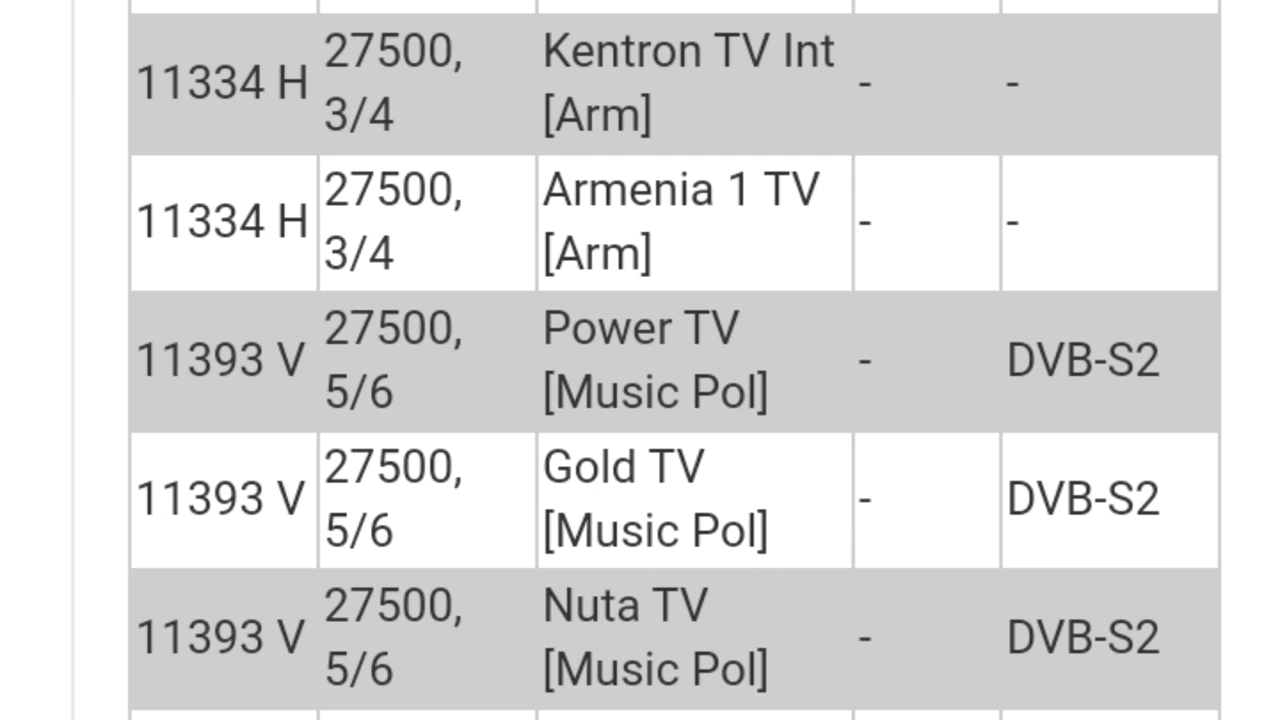 11334 H 27500, 3/4 Kentron TV Int [Arm] - -
11334 H 27500, 3/4 Armenia 1 TV [Arm] - -
11393 V 27500, 5/6 Power TV [Music Pol] - DVB-S2
11393 V 27500, 5/6 Gold TV [Music Pol] - DVB-S2
11393 V 27500, 5/6 Nuta TV [Music Pol] - DVB-S2